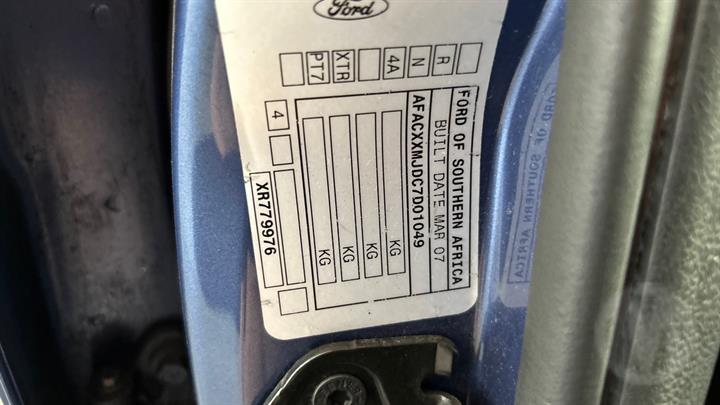 Ford
R
N
4A
XTR
PT7
FORD OF SOUTHERN AFRICA
BUILT DATE MAR 07
AFACXXMJDC7D01049
KG
KG
KG
KG
4
XR779976